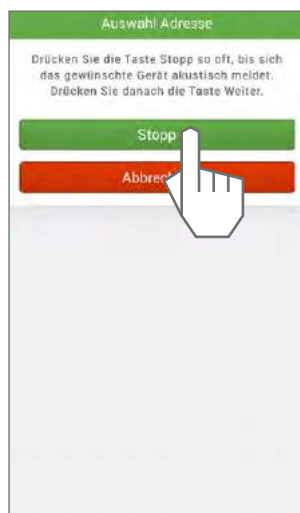 Auswahl Adresse
Drücken Sie die Taste Stopp so oft, bis sich
das gewünschte Gerät akustisch meldet.
Drücken Sie danach die Taste Weiter.
Stopp